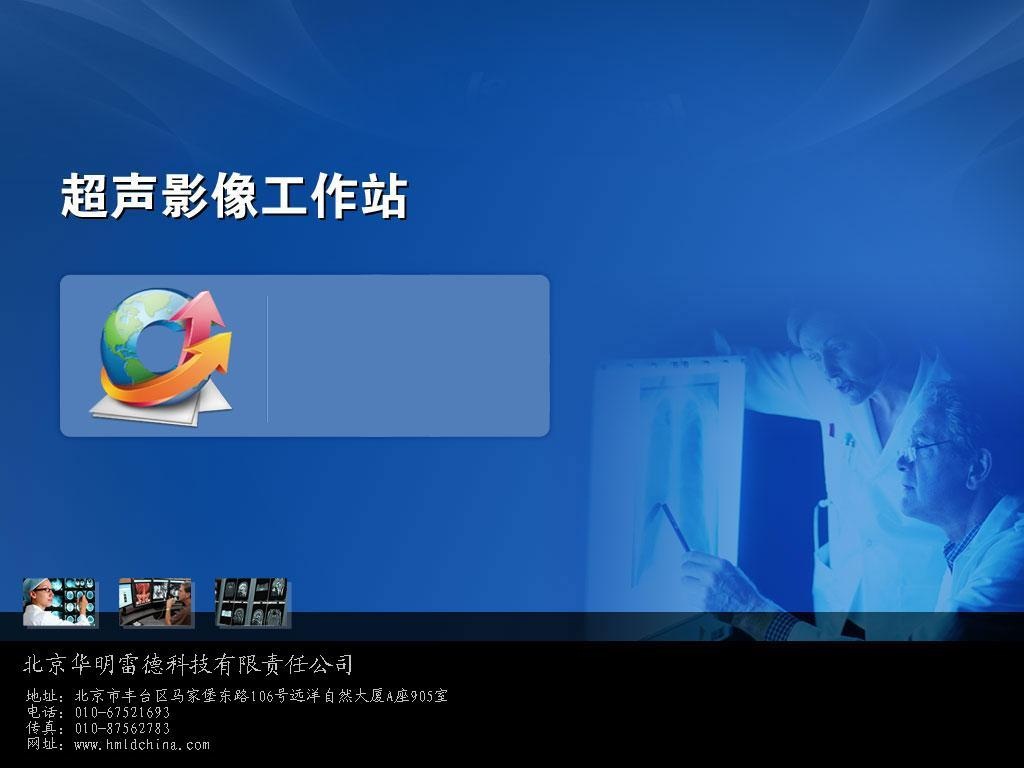 超声影像工作站
北京华明雷德科技有限责任公司
地址：北京市丰台区马家堡东路106号远洋自然大厦A座905室
电话：010-67521693
传真：010-87562783
网址：www.hmldchina.com